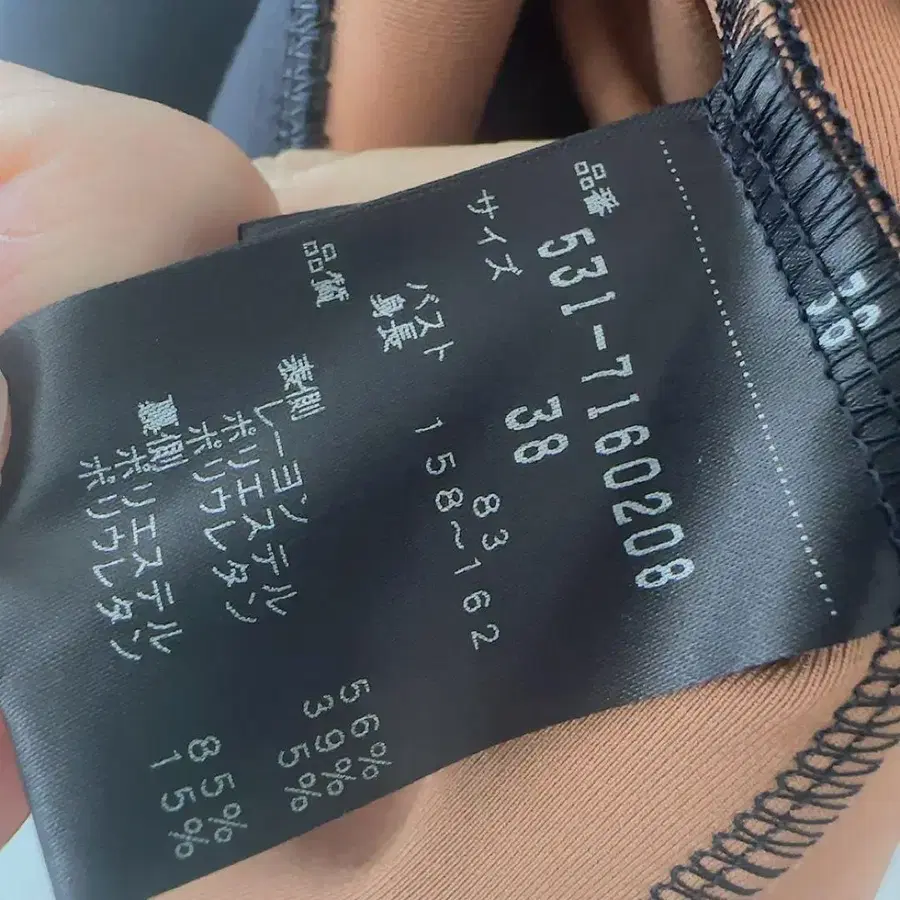 品番 531-7160208
サイズ 38
バスト 83
身長 158~162
品質
表側
レーヨン 56%
ポリエステル 39%
ポリウレタン 5%
裏側
ポリエステル 85%
ポリウレタン 15%
38